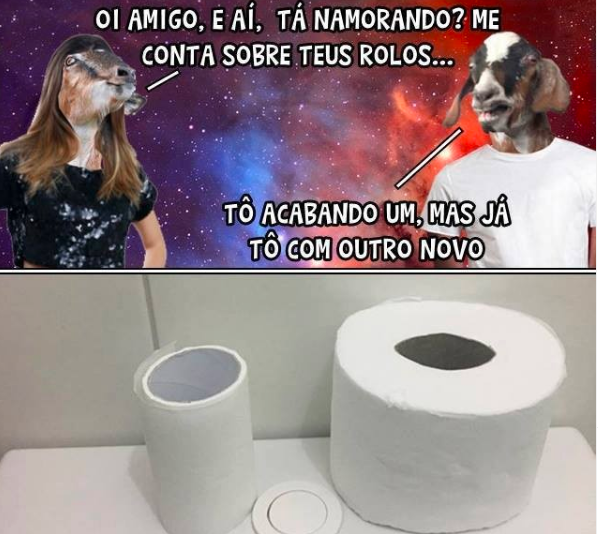 OI AMIGO, E AÍ, TÁ NAMORANDO? ME
CONTA SOBRE TEUS ROLOS...
TÔ ACABANDO UM, MAS JÁ
TÔ COM OUTRO NOVO